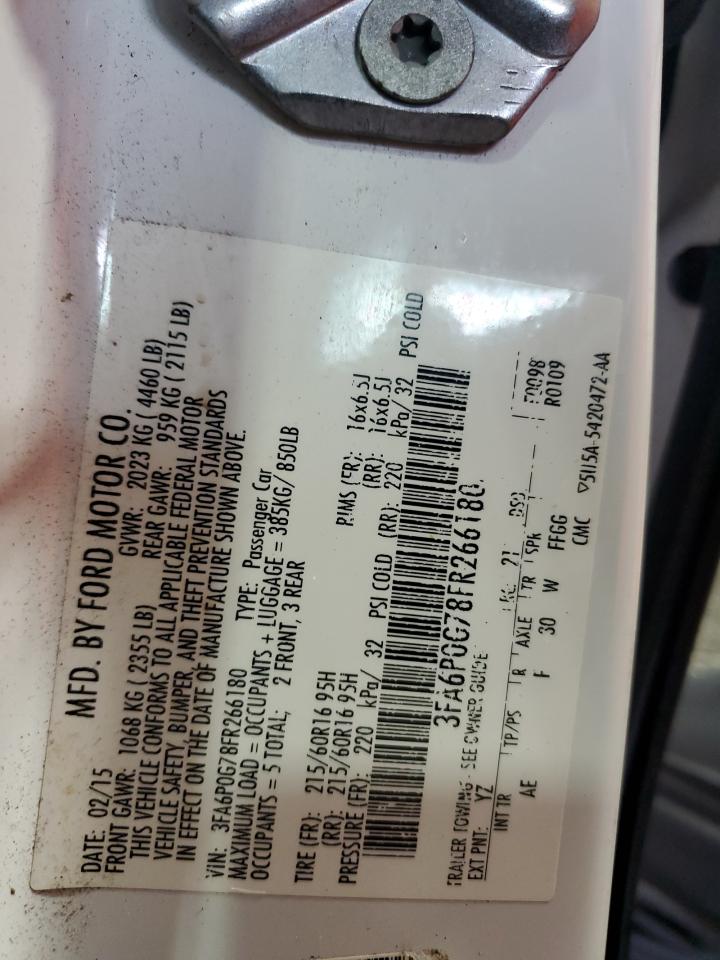 MFD. BY FORD MOTOR CO.
DATE: 02/15 GVWR: 2023 KG ( 4460 LB)
FRONT GAWR: 1068 KG ( 2355 LB) REAR GAWR: 959 KG ( 2115 LB)
THIS VEHICLE CONFORMS TO ALL APPLICABLE FEDERAL MOTOR
VEHICLE SAFETY, BUMPER, AND THEFT PREVENTION STANDARDS
IN EFFECT ON THE DATE OF MANUFACTURE SHOWN ABOVE.
VIN: 3FA6P0G78FR266180 TYPE: Passenger Car
MAXIMUM LOAD = OCCUPANTS + LUGGAGE = 385KG/ 850LB
OCCUPANTS = 5 TOTAL; 2 FRONT, 3 REAR
TIRE (FR): 215/60R16 95H RIMS (FR): 16x6.5J
(RR): 215/60R16 95H (RR): 16x6.5J
PRESSURE (FR): 220 kPa/ 32 PSI COLD (RR): 220 kPa/ 32 PSI COLD
3FA6P0G78FR266180
TRAILER TOWING - SEE OWNER GUIDE
R0109
EXT PNT: YZ RC: 21
INT TR TP/PS R AXLE TR SPR
AE F 30 W FFGG
CMC ▽5U5A-5420472-AA